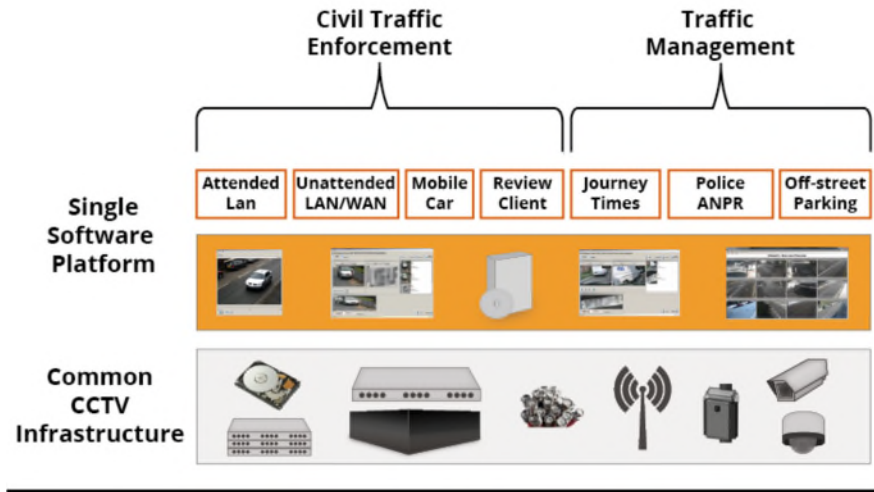 Civil Traffic
Enforcement
Traffic
Management
Attended
Lan
Unattended
LAN/WAN
Mobile
Car
Review
Client
Journey
Times
Police
ANPR
Off-street
Parking
Single
Software
Platform
Common
CCTV
Infrastructure